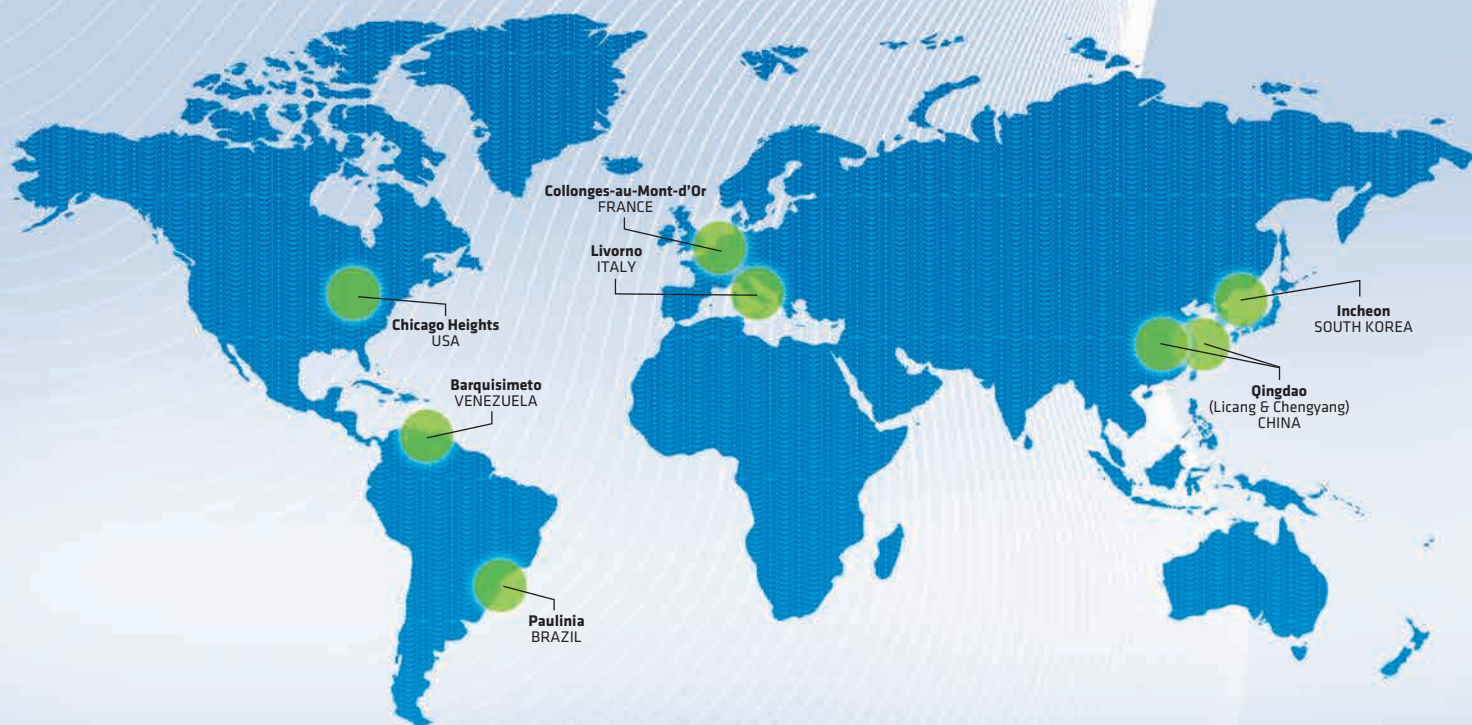 Collonges-au-Mont-d'Or
FRANCE
Livorno
ITALY
Chicago Heights
USA
Incheon
SOUTH KOREA
Barquisimeto
VENEZUELA
Qingdao
(Licang & Chengyang)
CHINA
Paulinia
BRAZIL